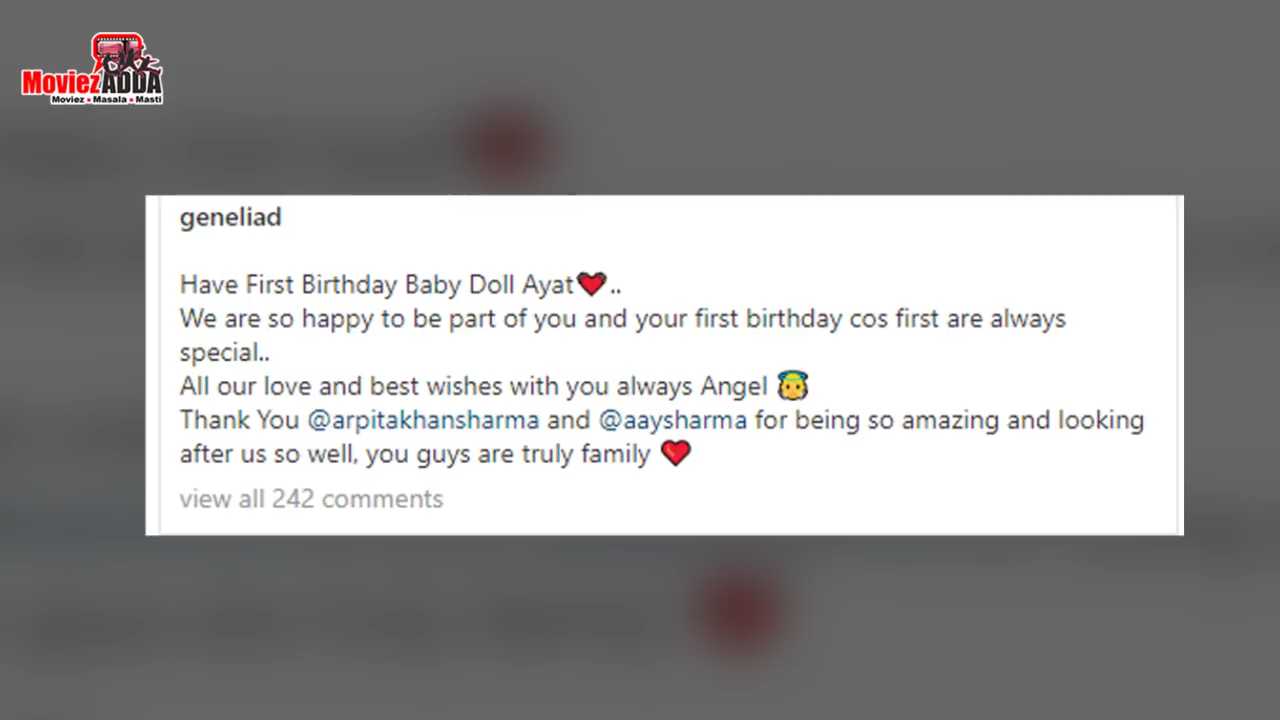 MoviezADDA
Moviez • Masala • Masti
geneliad
Have First Birthday Baby Doll Ayat❤️..
We are so happy to be part of you and your first birthday cos first are always
special..
All our love and best wishes with you always Angel 😇
Thank You @arpitakhansharma and @aaysharma for being so amazing and looking
after us so well, you guys are truly family ❤️
view all 242 comments